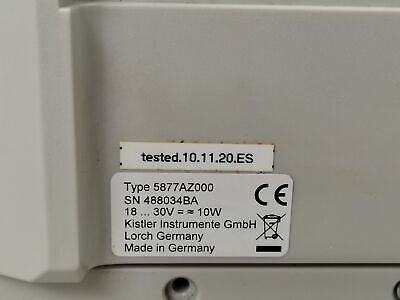 tested.10.11.20.ES
Type 5877AZ000
SN 488034BA
18 ... 30V = ≈ 10W
Kistler Instrumente GmbH
Lorch Germany
Made in Germany
CE